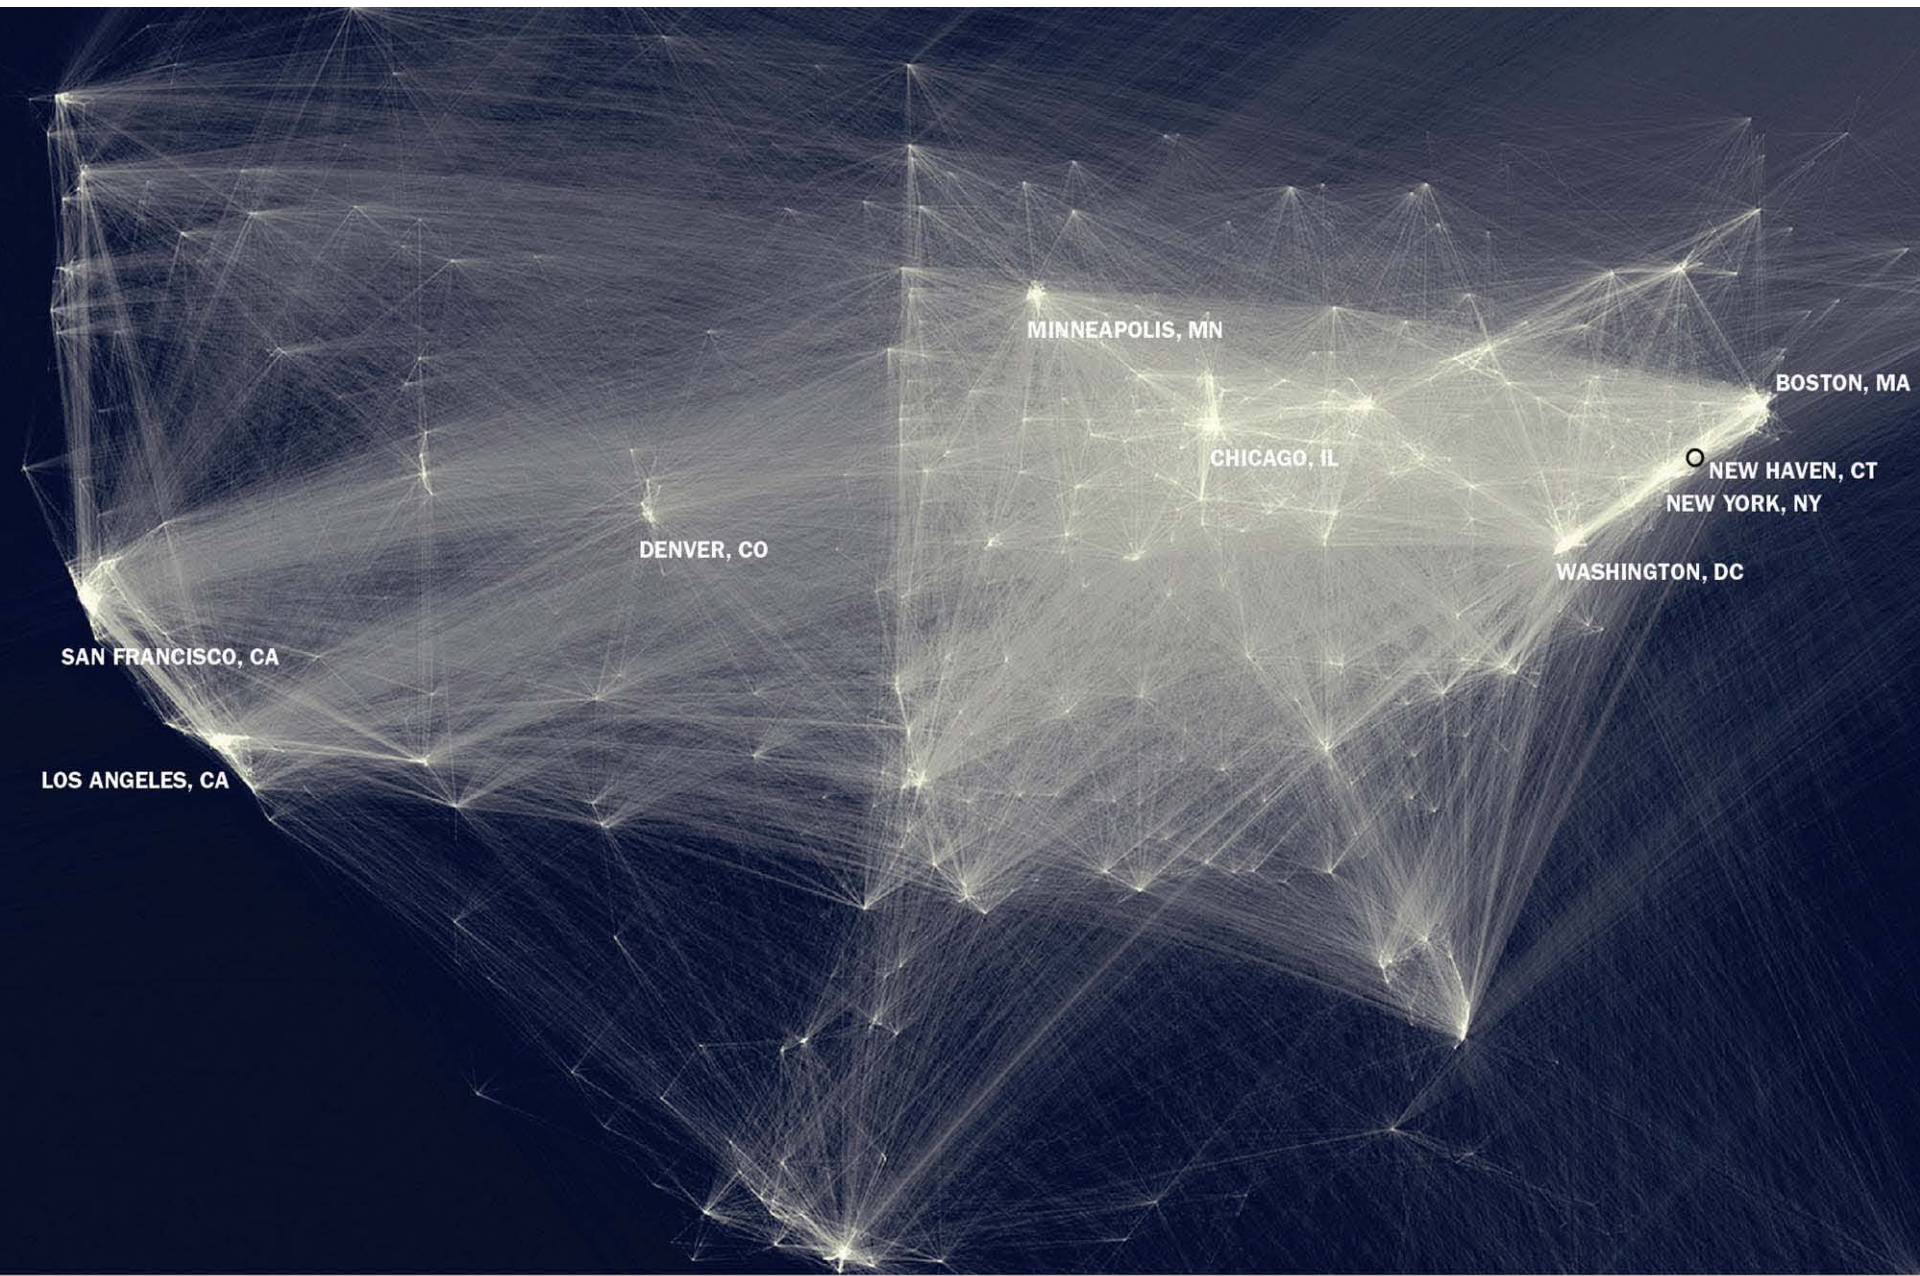 MINNEAPOLIS, MN
BOSTON, MA
CHICAGO, IL
NEW HAVEN, CT
NEW YORK, NY
DENVER, CO
WASHINGTON, DC
SAN FRANCISCO, CA
LOS ANGELES, CA